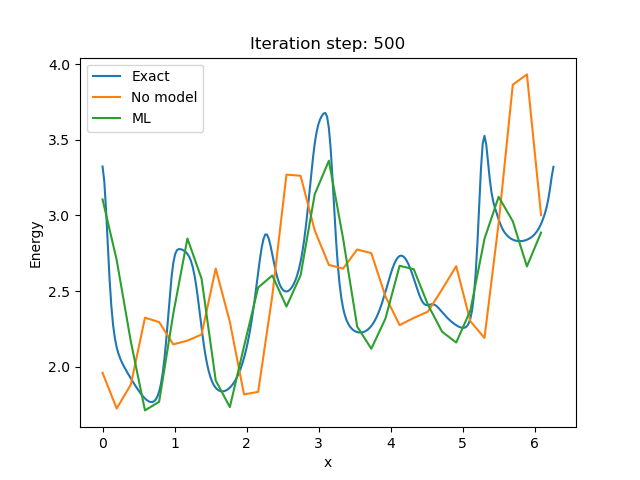 Iteration step: 500
Exact
No model
ML
4.0
3.5
3.0
2.5
2.0
Energy
0 1 2 3 4 5 6
x